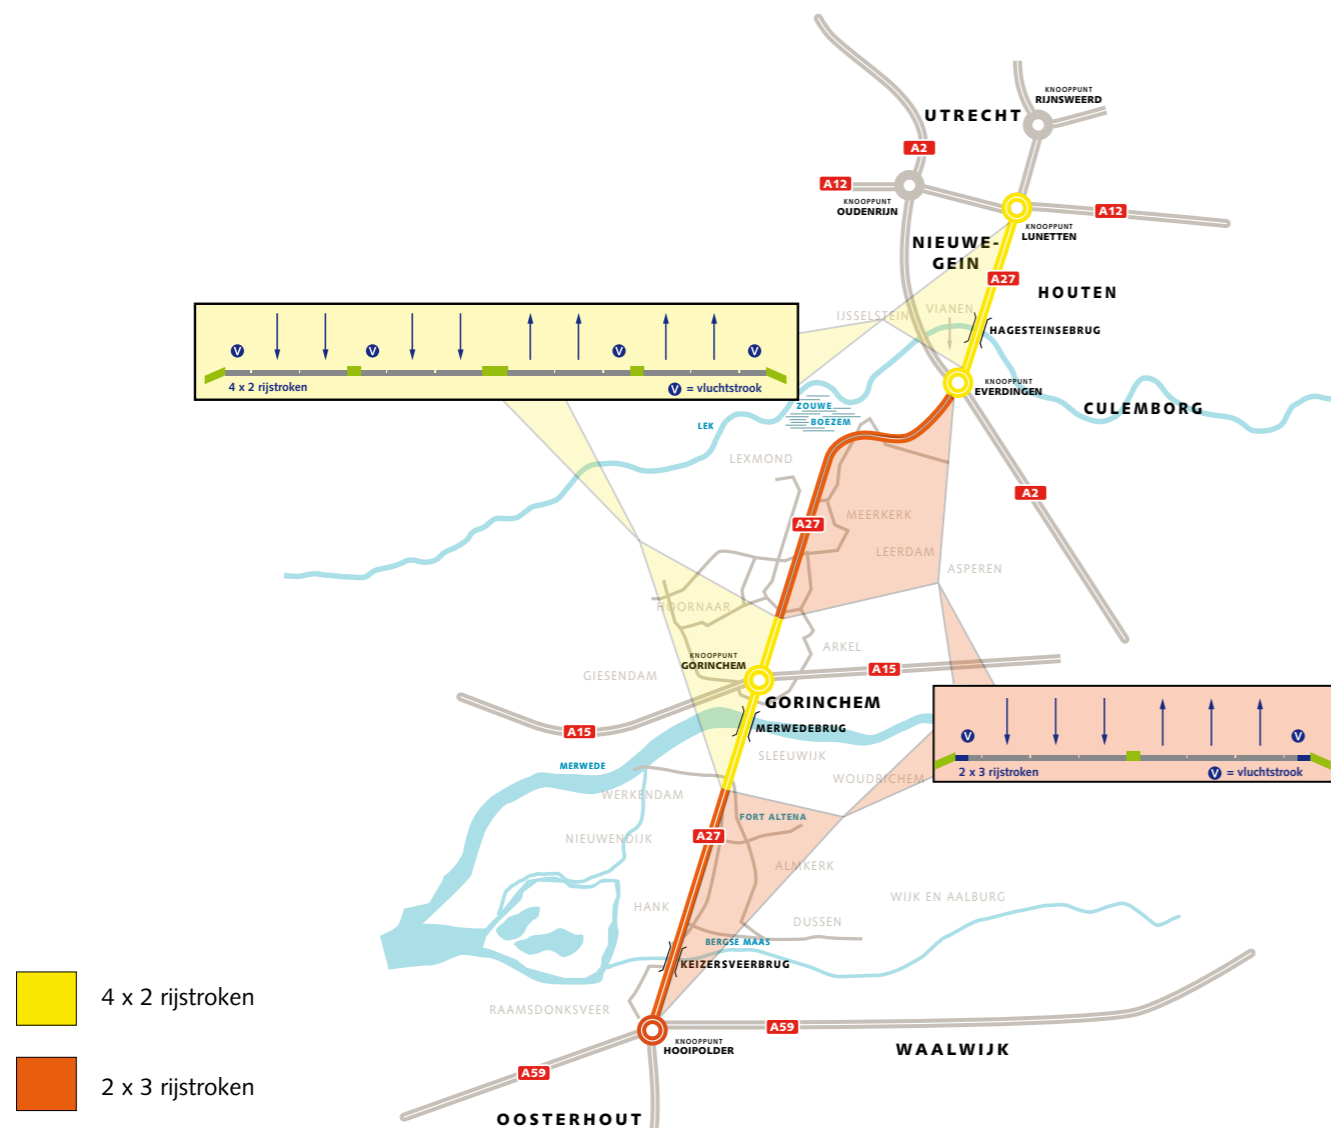 KNOOPPUNT
RIJNSWEERD
UTRECHT
A2
A12
KNOOPPUNT
OUDENRIJN
A12
KNOOPPUNT
LUNETTEN
NIEUWE-
GEIN
A27
HOUTEN
IJSSELSTEIN
VIANEN
HAGESTEINSEBRUG
V
V
V
V
4 x 2 rijstroken
V = vluchtstrook
KNOOPPUNT
EVERDINGEN
CULEMBORG
ZOUWE
BOEZEM
LEK
LEXMOND
A2
A27
MEERKERK
LEERDAM
ASPEREN
HOORNAAR
ARKEL
KNOOPPUNT
GORINCHEM
A15
GIESENDAM
GORINCHEM
A15
MERWEDEBRUG
SLEEUWIJK
MERWEDE
WOUDRICHEM
V
V
2 x 3 rijstroken
V = vluchtstrook
WERKENDAM
FORT ALTENA
A27
NIEUWENDIJK
ALMKERK
WIJK EN AALBURG
HANK
DUSSEN
BERGSE MAAS
KEIZERSVEERBRUG
4 x 2 rijstroken
RAAMSDONKSVEER
A59
KNOOPPUNT
HOOIPOLDER
WAALWIJK
A59
2 x 3 rijstroken
OOSTERHOUT